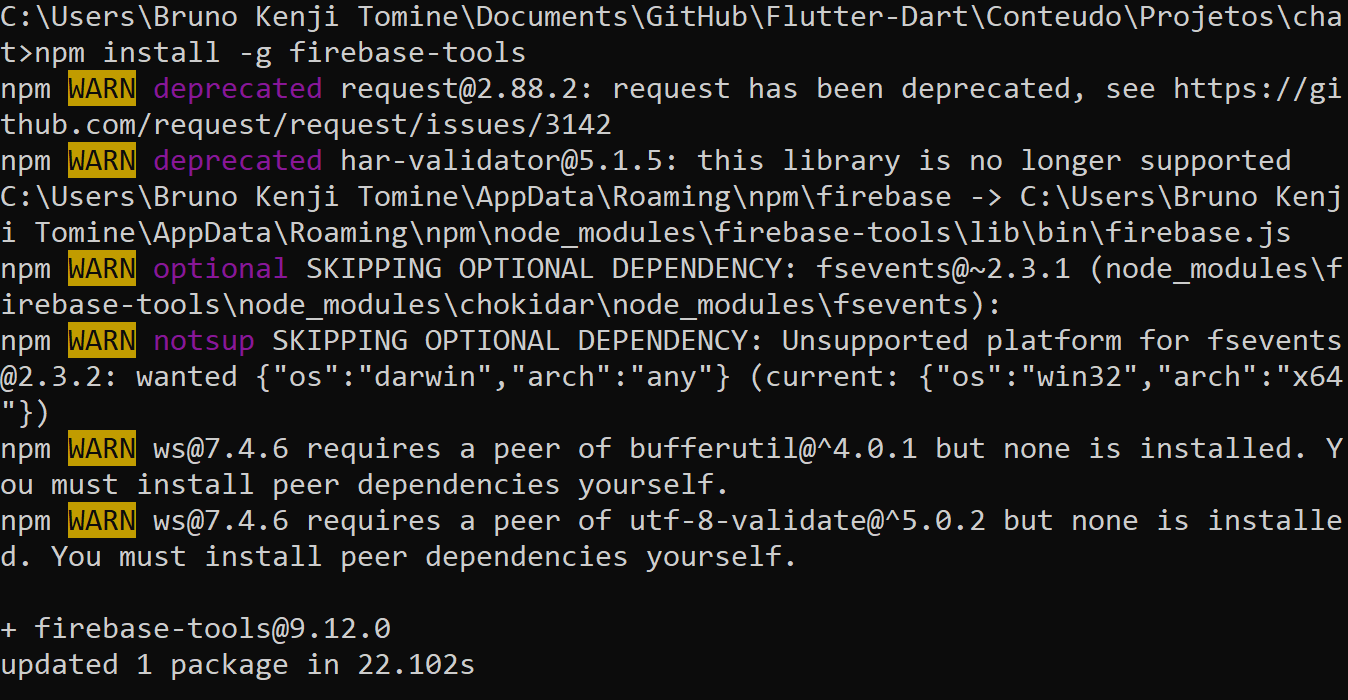 C:\Users\Bruno Kenji Tomine\Documents\GitHub\Flutter-Dart\Conteudo\Projetos\cha
t>npm install -g firebase-tools
npm WARN deprecated request@2.88.2: request has been deprecated, see https://gi
thub.com/request/request/issues/3142
npm WARN deprecated har-validator@5.1.5: this library is no longer supported
C:\Users\Bruno Kenji Tomine\AppData\Roaming\npm\firebase -> C:\Users\Bruno Kenj
i Tomine\AppData\Roaming\npm\node_modules\firebase-tools\lib\bin\firebase.js
npm WARN optional SKIPPING OPTIONAL DEPENDENCY: fsevents@~2.3.1 (node_modules\f
irebase-tools\node_modules\chokidar\node_modules\fsevents):
npm WARN notsup SKIPPING OPTIONAL DEPENDENCY: Unsupported platform for fsevents
@2.3.2: wanted {"os":"darwin","arch":"any"} (current: {"os":"win32","arch":"x64
"})
npm WARN ws@7.4.6 requires a peer of bufferutil@^4.0.1 but none is installed. Y
ou must install peer dependencies yourself.
npm WARN ws@7.4.6 requires a peer of utf-8-validate@^5.0.2 but none is installe
d. You must install peer dependencies yourself.

+ firebase-tools@9.12.0
updated 1 package in 22.102s